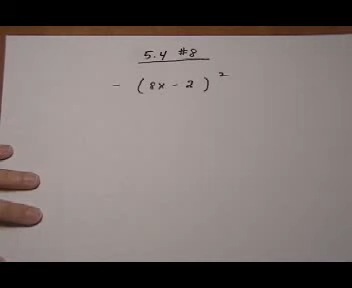 5.4 #8
- (8x - 2)²